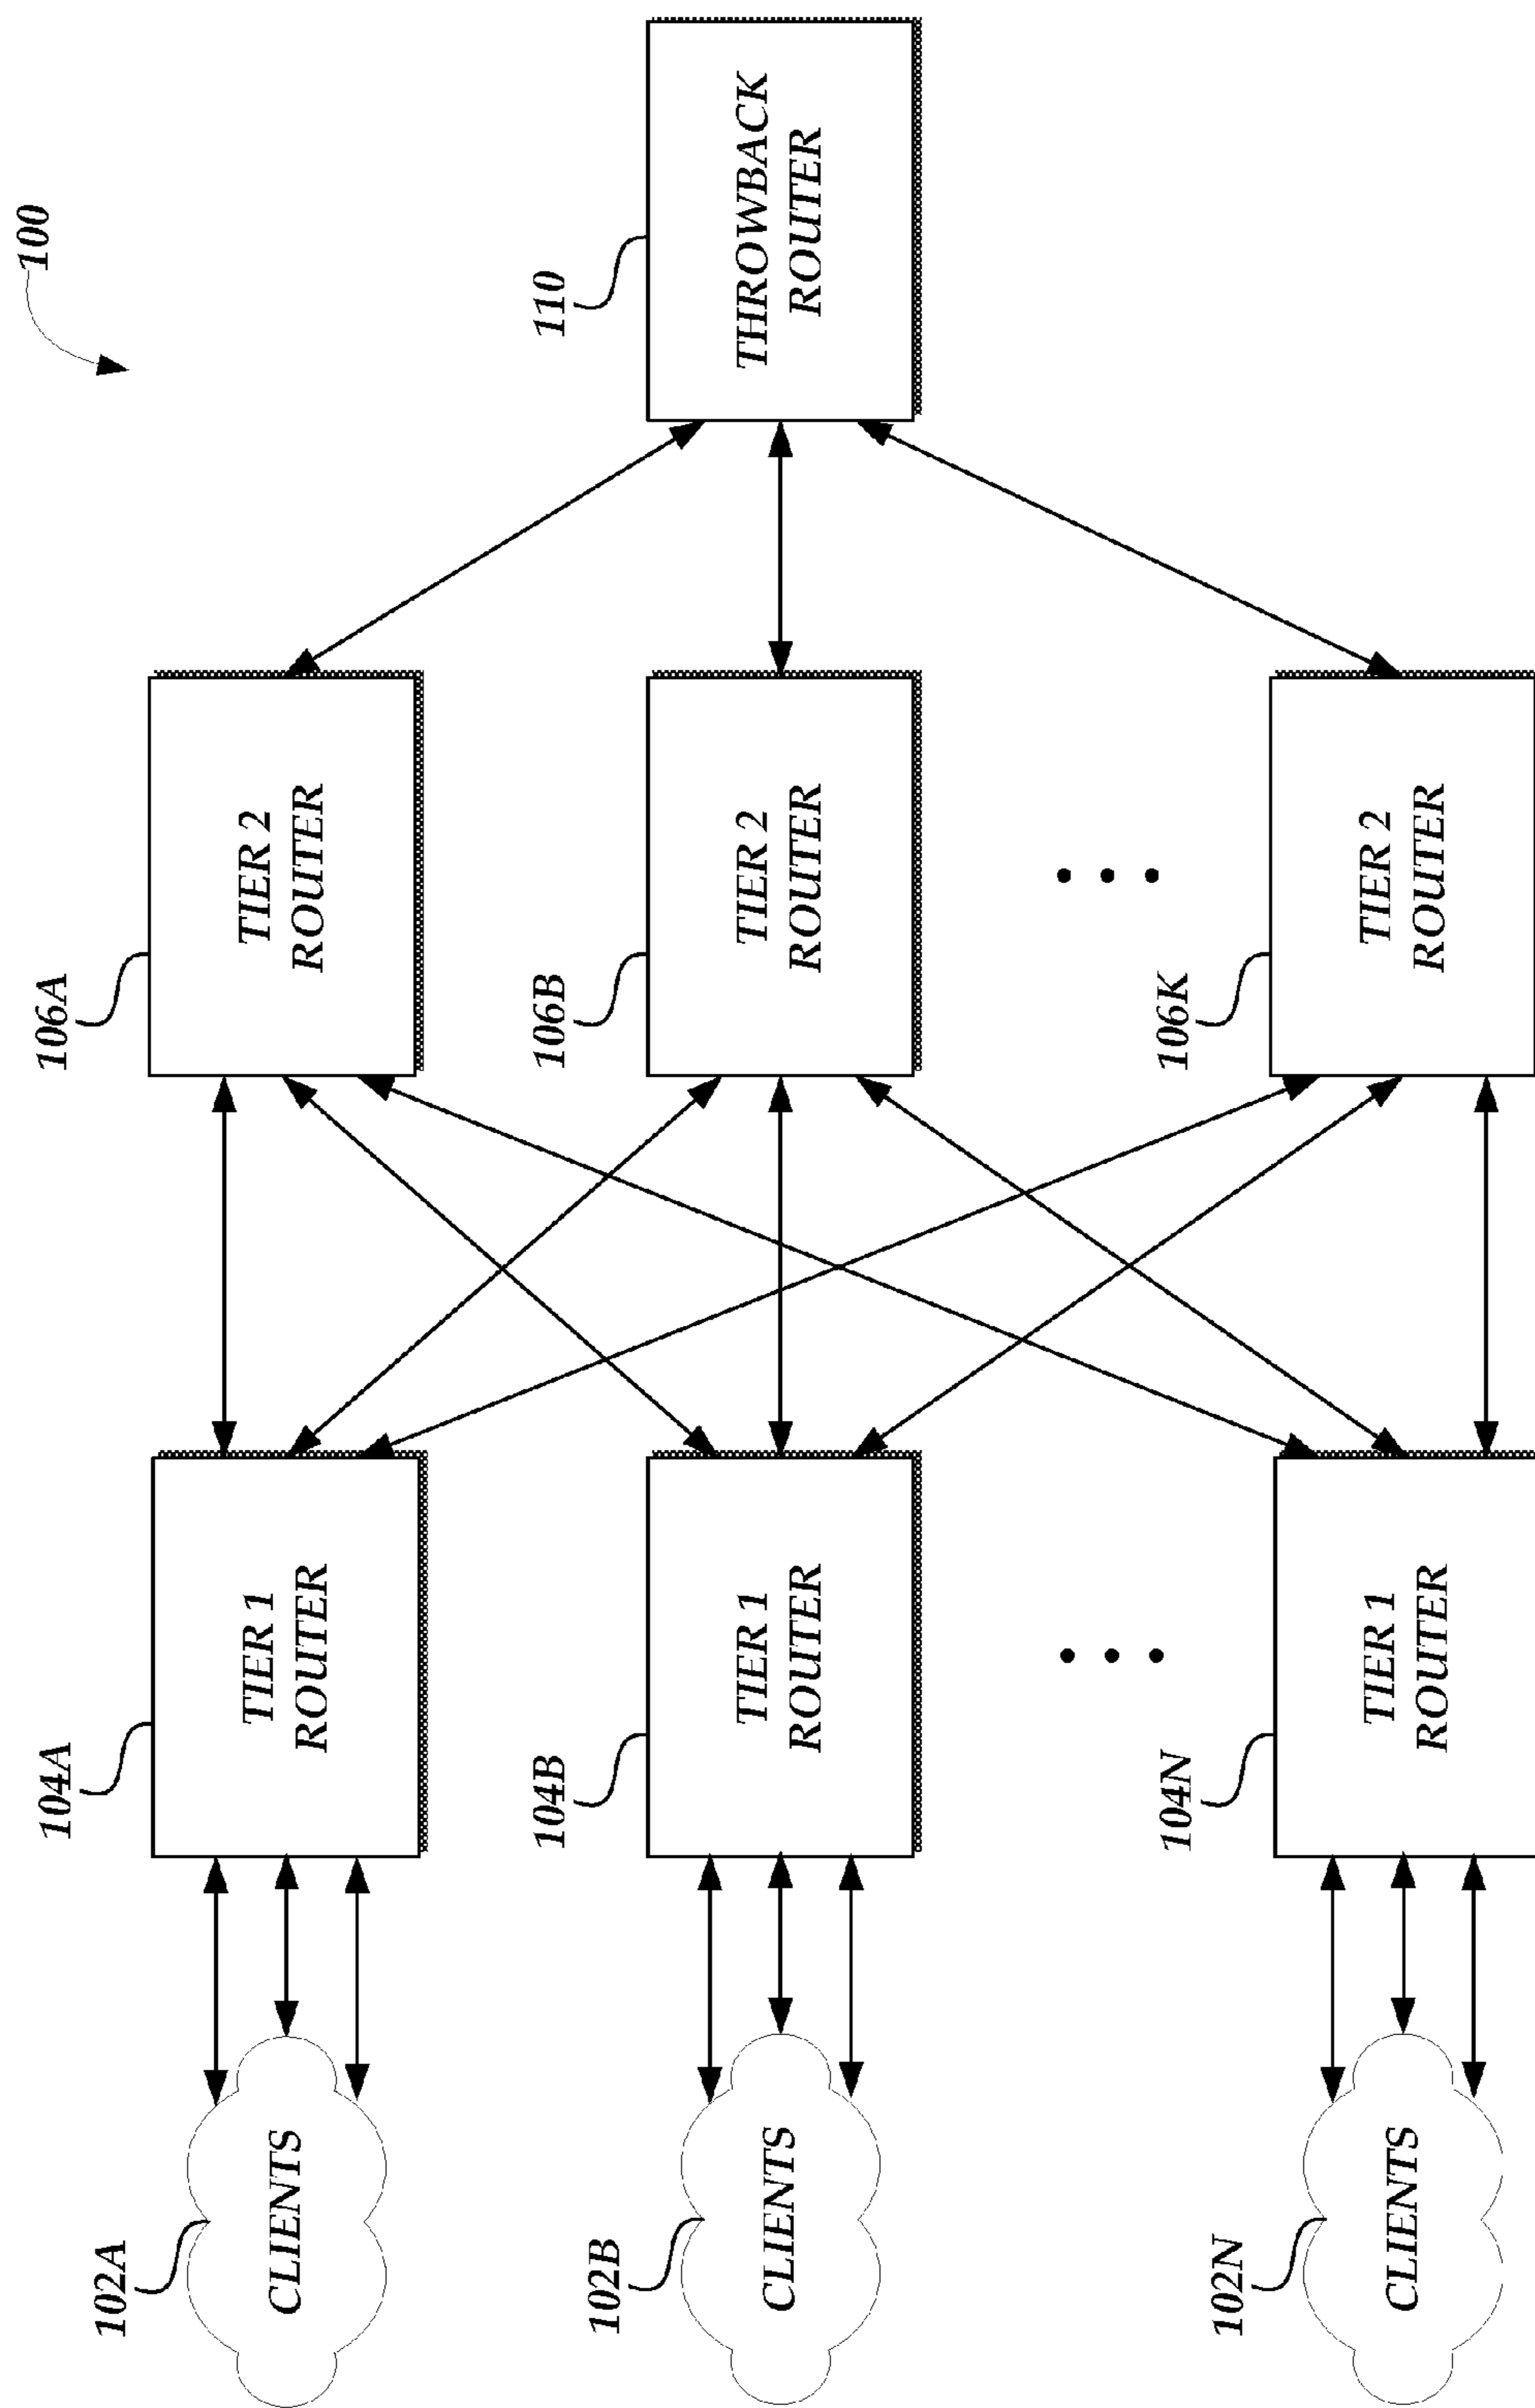 100
102A
CLIENTS
104A
TIER 1
ROUTER
106A
TIER 2
ROUTER
102B
CLIENTS
104B
TIER 1
ROUTER
106B
TIER 2
ROUTER
110
THROWBACK
ROUTER
102N
CLIENTS
104N
TIER 1
ROUTER
106K
TIER 2
ROUTER